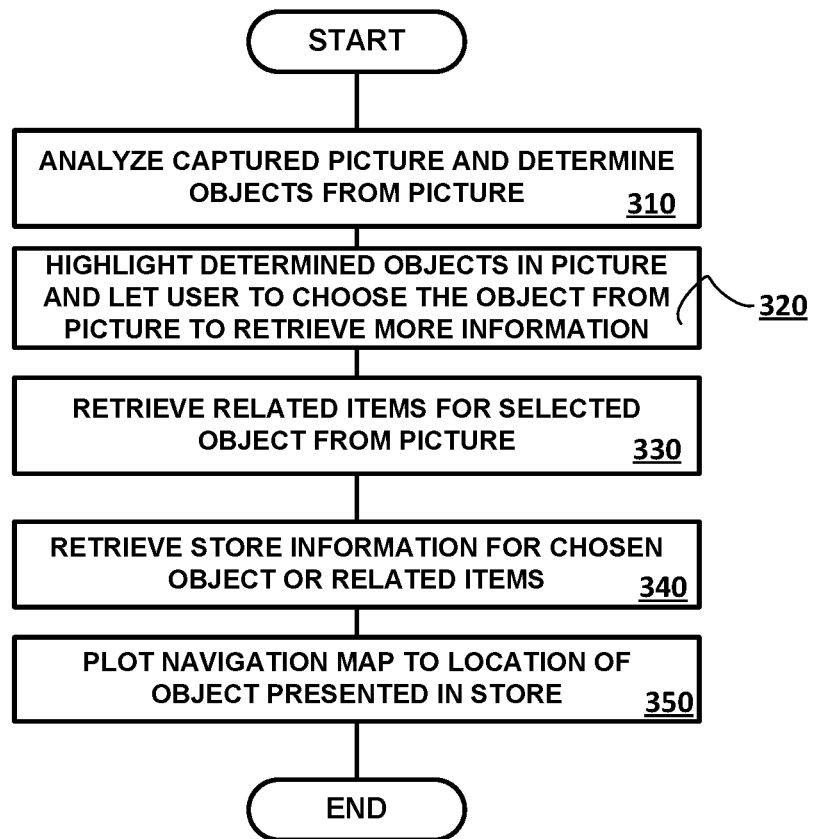 START
ANALYZE CAPTURED PICTURE AND DETERMINE
OBJECTS FROM PICTURE
310
HIGHLIGHT DETERMINED OBJECTS IN PICTURE
AND LET USER TO CHOOSE THE OBJECT FROM
PICTURE TO RETRIEVE MORE INFORMATION
320
RETRIEVE RELATED ITEMS FOR SELECTED
OBJECT FROM PICTURE
330
RETRIEVE STORE INFORMATION FOR CHOSEN
OBJECT OR RELATED ITEMS
340
PLOT NAVIGATION MAP TO LOCATION OF
OBJECT PRESENTED IN STORE
350
END